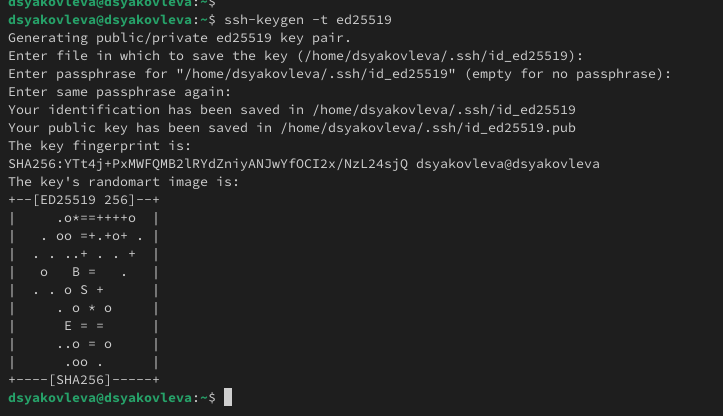 dsyakovleva@dsyakovleva:~$
dsyakovleva@dsyakovleva:~$ ssh-keygen -t ed25519
Generating public/private ed25519 key pair.
Enter file in which to save the key (/home/dsyakovleva/.ssh/id_ed25519):
Enter passphrase for "/home/dsyakovleva/.ssh/id_ed25519" (empty for no passphrase):
Enter same passphrase again:
Your identification has been saved in /home/dsyakovleva/.ssh/id_ed25519
Your public key has been saved in /home/dsyakovleva/.ssh/id_ed25519.pub
The key fingerprint is:
SHA256:YTt4j+PxMWFQMB2lRYdZniyANJwYfOCI2x/NzL24sjQ dsyakovleva@dsyakovleva
The key's randomart image is:
+--[ED25519 256]--+
|     .o*==++++o  |
|   . oo =+.+o+ . |
|  . . ..+ . . +  |
|   o   B =   .   |
|  . . o S +      |
|     . o * o     |
|      E = =      |
|     ..o = o     |
|      .oo .      |
+----[SHA256]-----+
dsyakovleva@dsyakovleva:~$